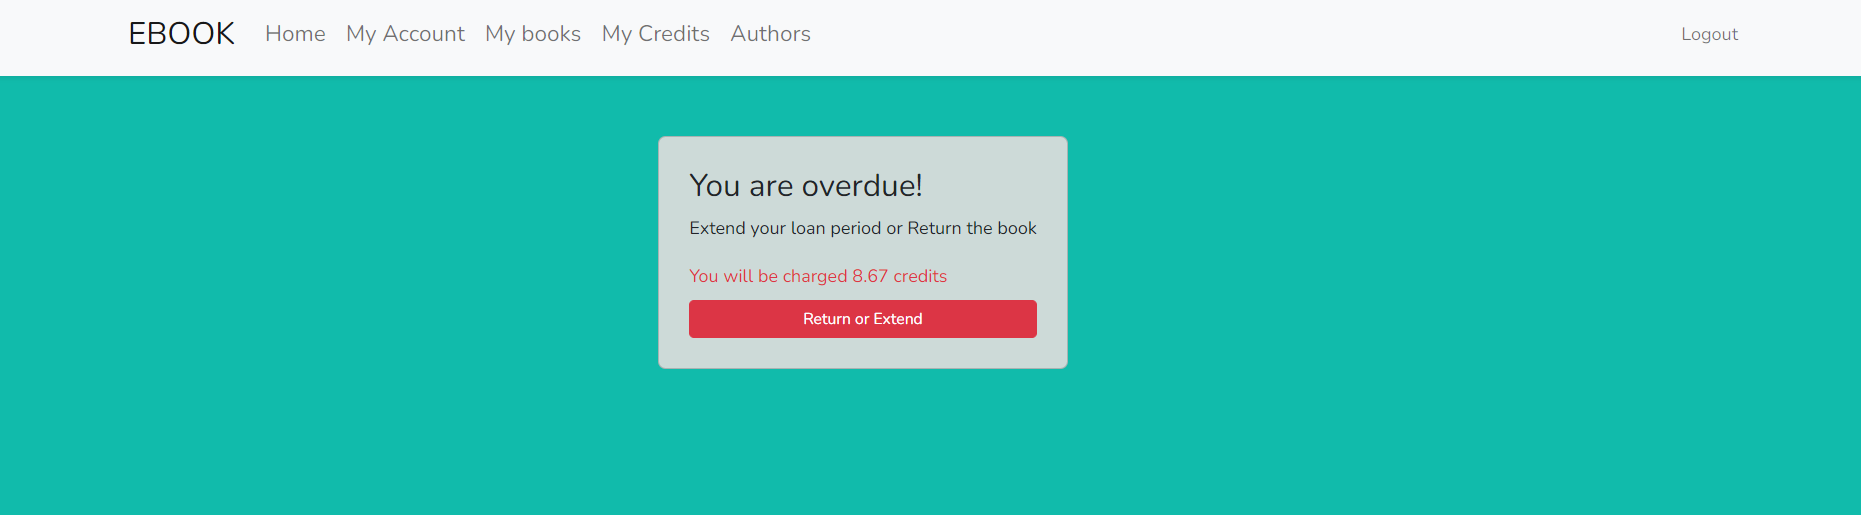 EBOOK Home My Account My books My Credits Authors Logout
You are overdue!
Extend your loan period or Return the book
You will be charged 8.67 credits
Return or Extend